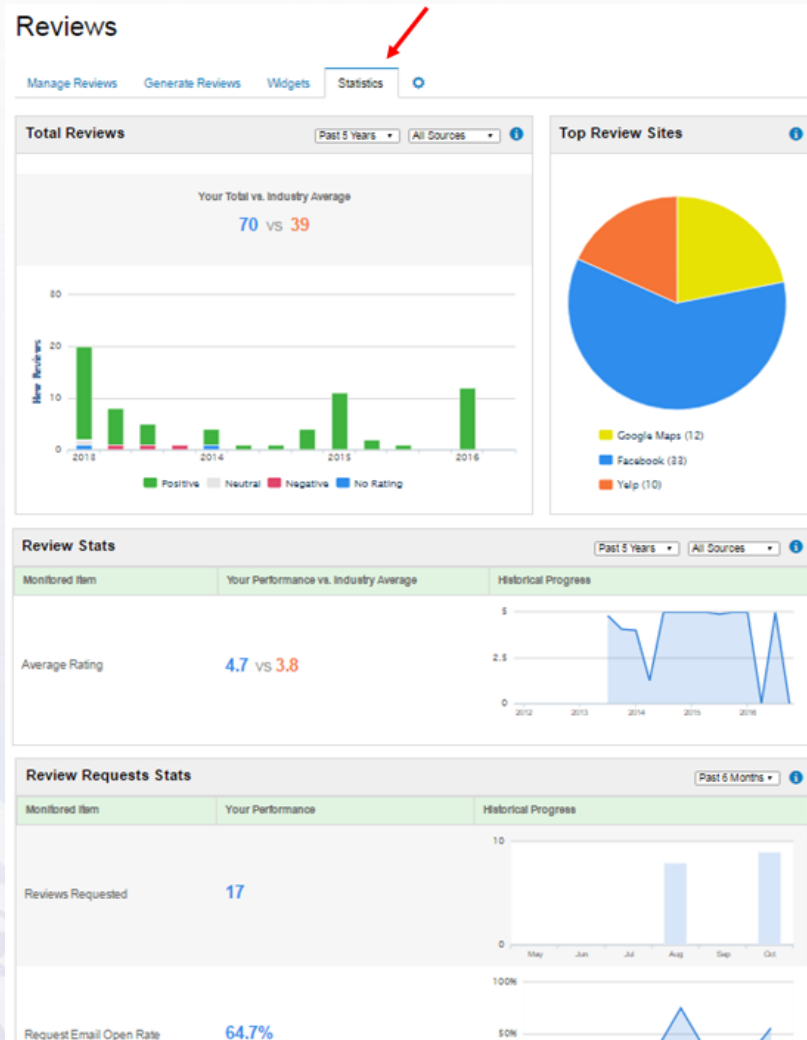 Reviews
Manage Reviews Generate Reviews Widgets Statistics
Total Reviews Past 5 Years All Sources
Your Total vs. Industry Average
70 vs 39
30
20
10
0
New Reviews
2013 2014 2015 2016
Positive Neutral Negative No Rating
Top Review Sites
Google Maps (12)
Facebook (33)
Yelp (10)
Review Stats Past 5 Years All Sources
Monitored Item Your Performance vs. Industry Average Historical Progress
Average Rating 4.7 vs 3.8
5
2.5
0
2012 2013 2014 2015 2016
Review Requests Stats Past 6 Months
Monitored Item Your Performance Historical Progress
Reviews Requested 17
10
0
May Jun Jul Aug Sep Oct
Request Email Open Rate 64.7%
100%
50%